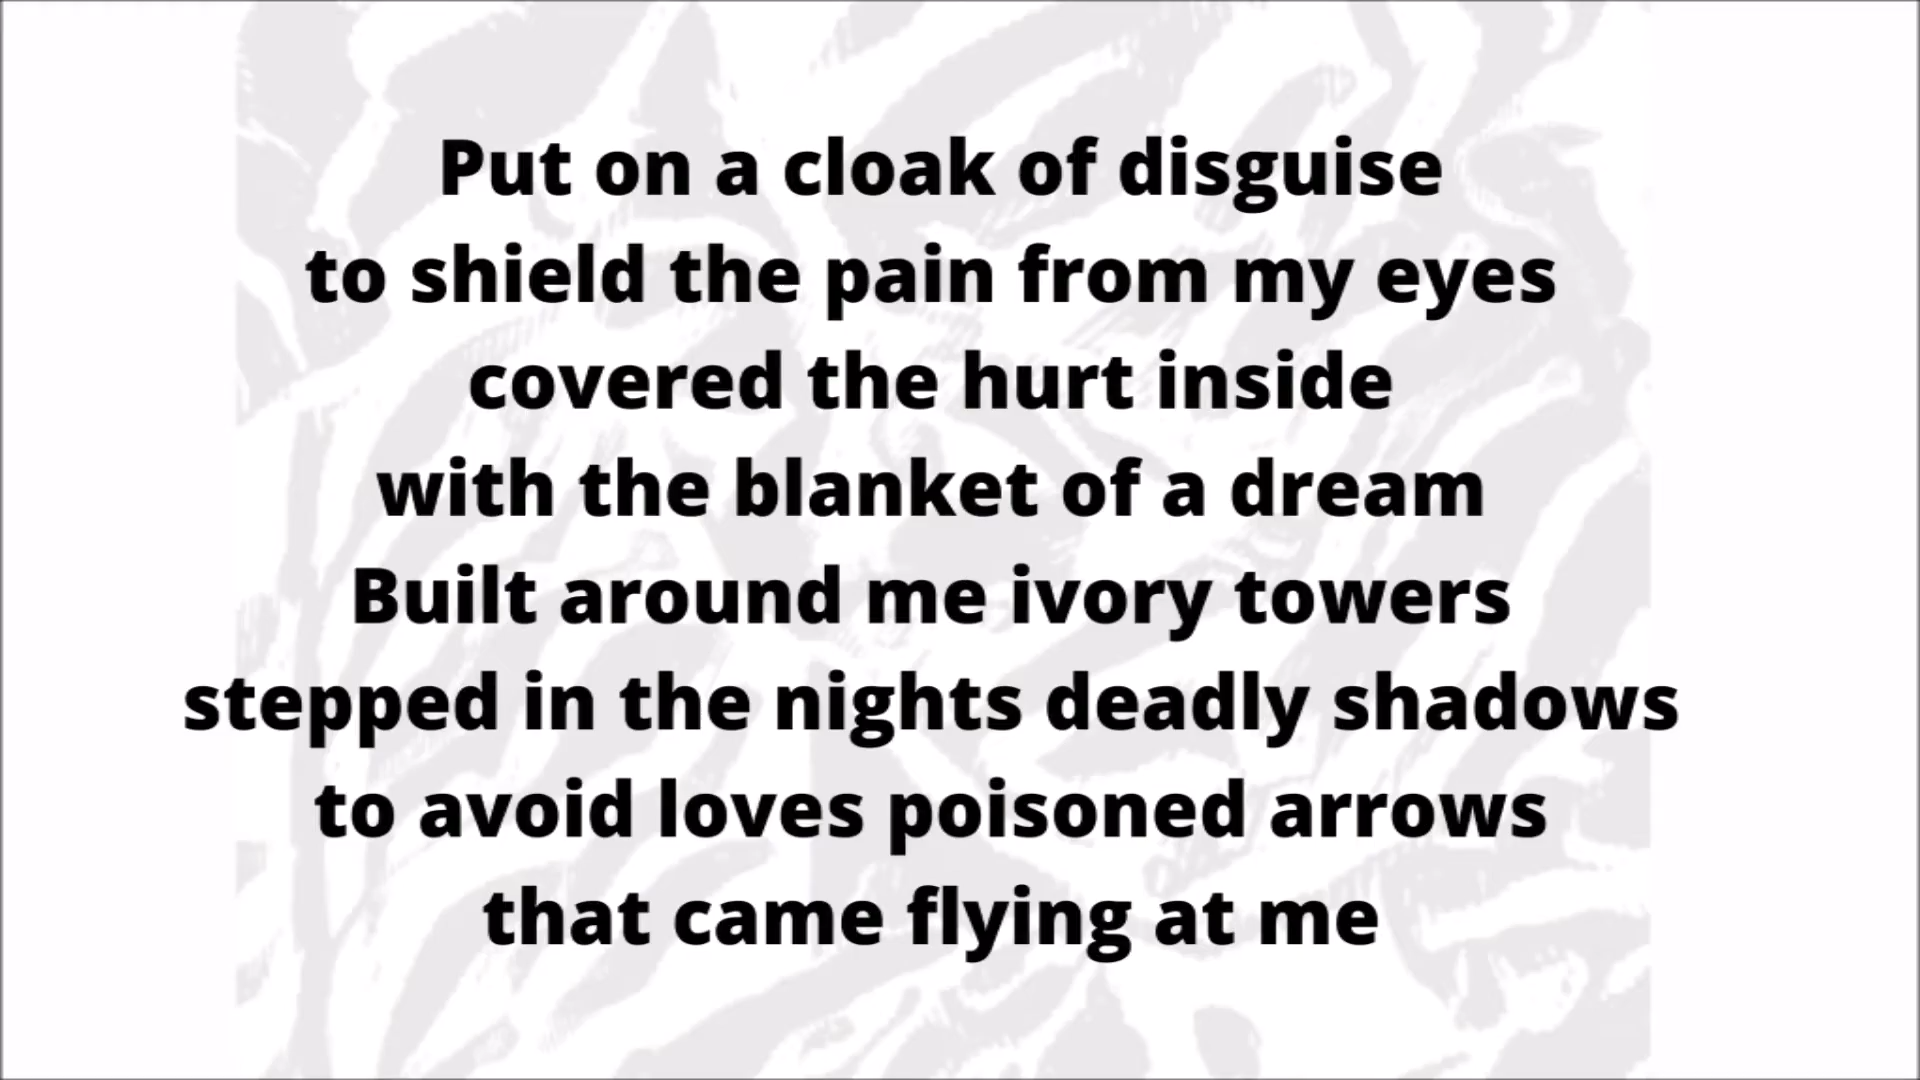 Put on a cloak of disguise
to shield the pain from my eyes
covered the hurt inside
with the blanket of a dream
Built around me ivory towers
stepped in the nights deadly shadows
to avoid loves poisoned arrows
that came flying at me